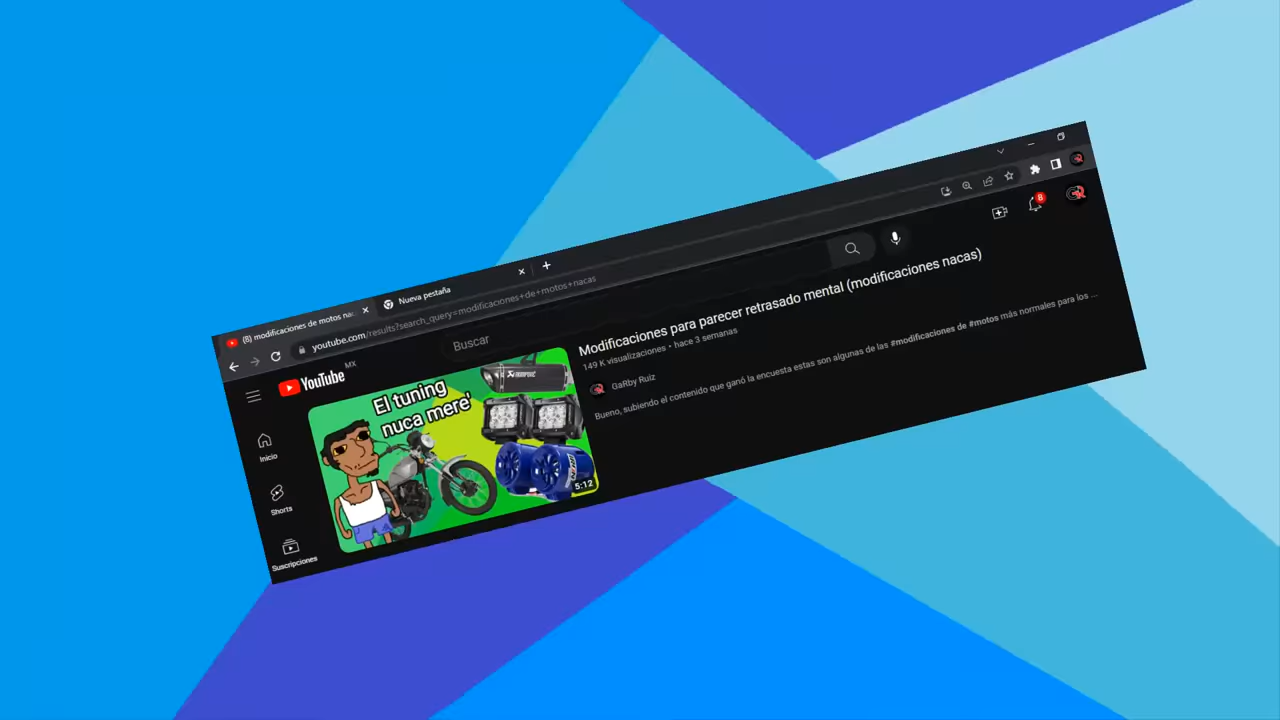 (8) modificaciones de motos na
Nueva pestaña
youtube.com/results?search_query=modificaciones+de+motos+nacas
YouTube MX
Buscar
8
Inicio
Shorts
Suscripciones
El tuning
nuca mere'
AKRAPOVIC
5:12
Modificaciones para parecer retrasado mental (modificaciones nacas)
149 K visualizaciones • hace 3 semanas
GaRby Ruiz
Bueno, subiendo el contenido que ganó la encuesta estas son algunas de las #modificaciones de #motos más normales para los ...